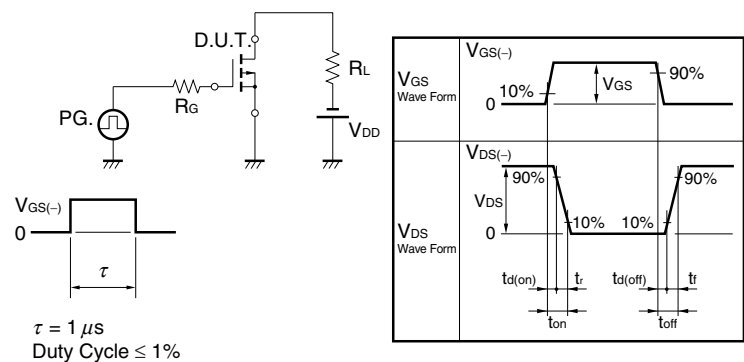 D.U.T.
RL
RG
PG.
VDD
VGS(−)
0
τ
τ = 1 μs
Duty Cycle ≤ 1%
VGS
Wave Form
VGS(−)
10%
VGS
90%
0
VDS
Wave Form
VDS(−)
90%
90%
VDS
10%
10%
0
td(on)
tr
td(off)
tf
ton
toff